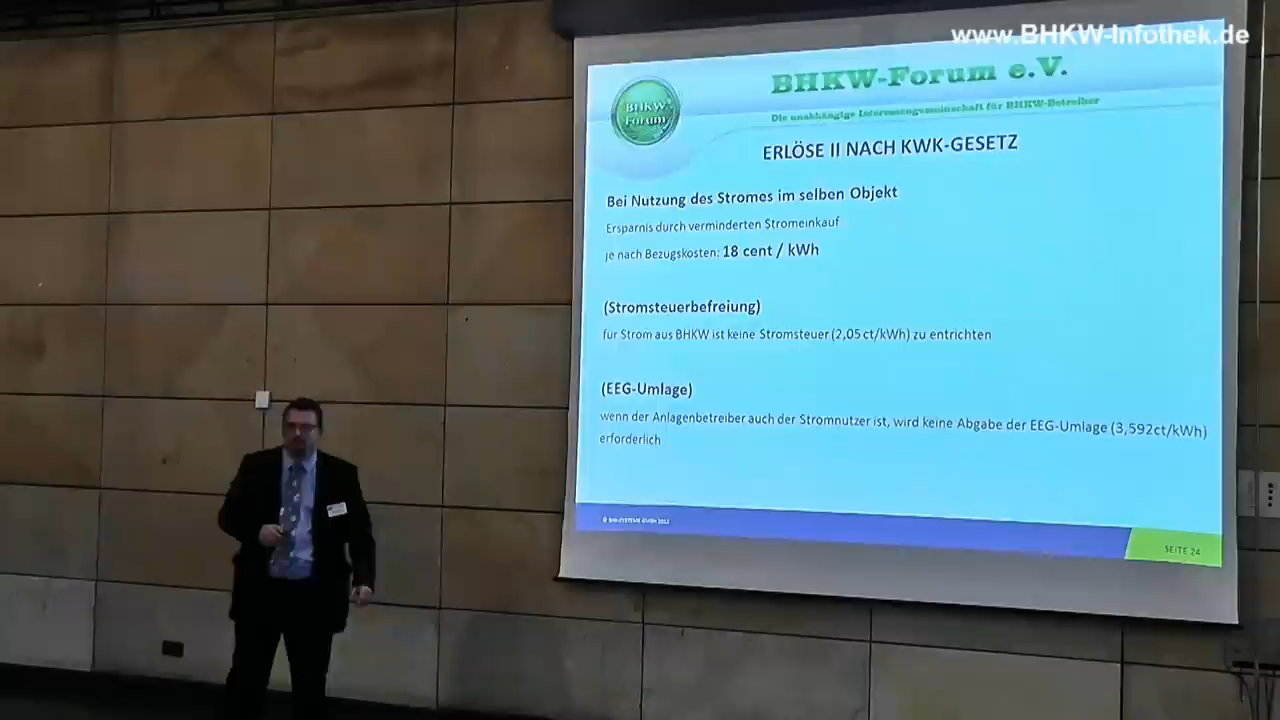 www.BHKW-Infothek.de
BHKW-Forum e.V.
BHKW
Forum
Die unabhängige Interessengemeinschaft für BHKW-Betreiber
ERLÖSE II NACH KWK-GESETZ
Bei Nutzung des Stromes im selben Objekt
Ersparnis durch verminderten Stromeinkauf
je nach Bezugskosten: 18 cent / kWh
(Stromsteuerbefreiung)
für Strom aus BHKW ist keine Stromsteuer (2,05 ct/kWh) zu entrichten
(EEG-Umlage)
wenn der Anlagenbetreiber auch der Stromnutzer ist, wird keine Abgabe der EEG-Umlage (3,592ct/kWh)
erforderlich
SEITE 24